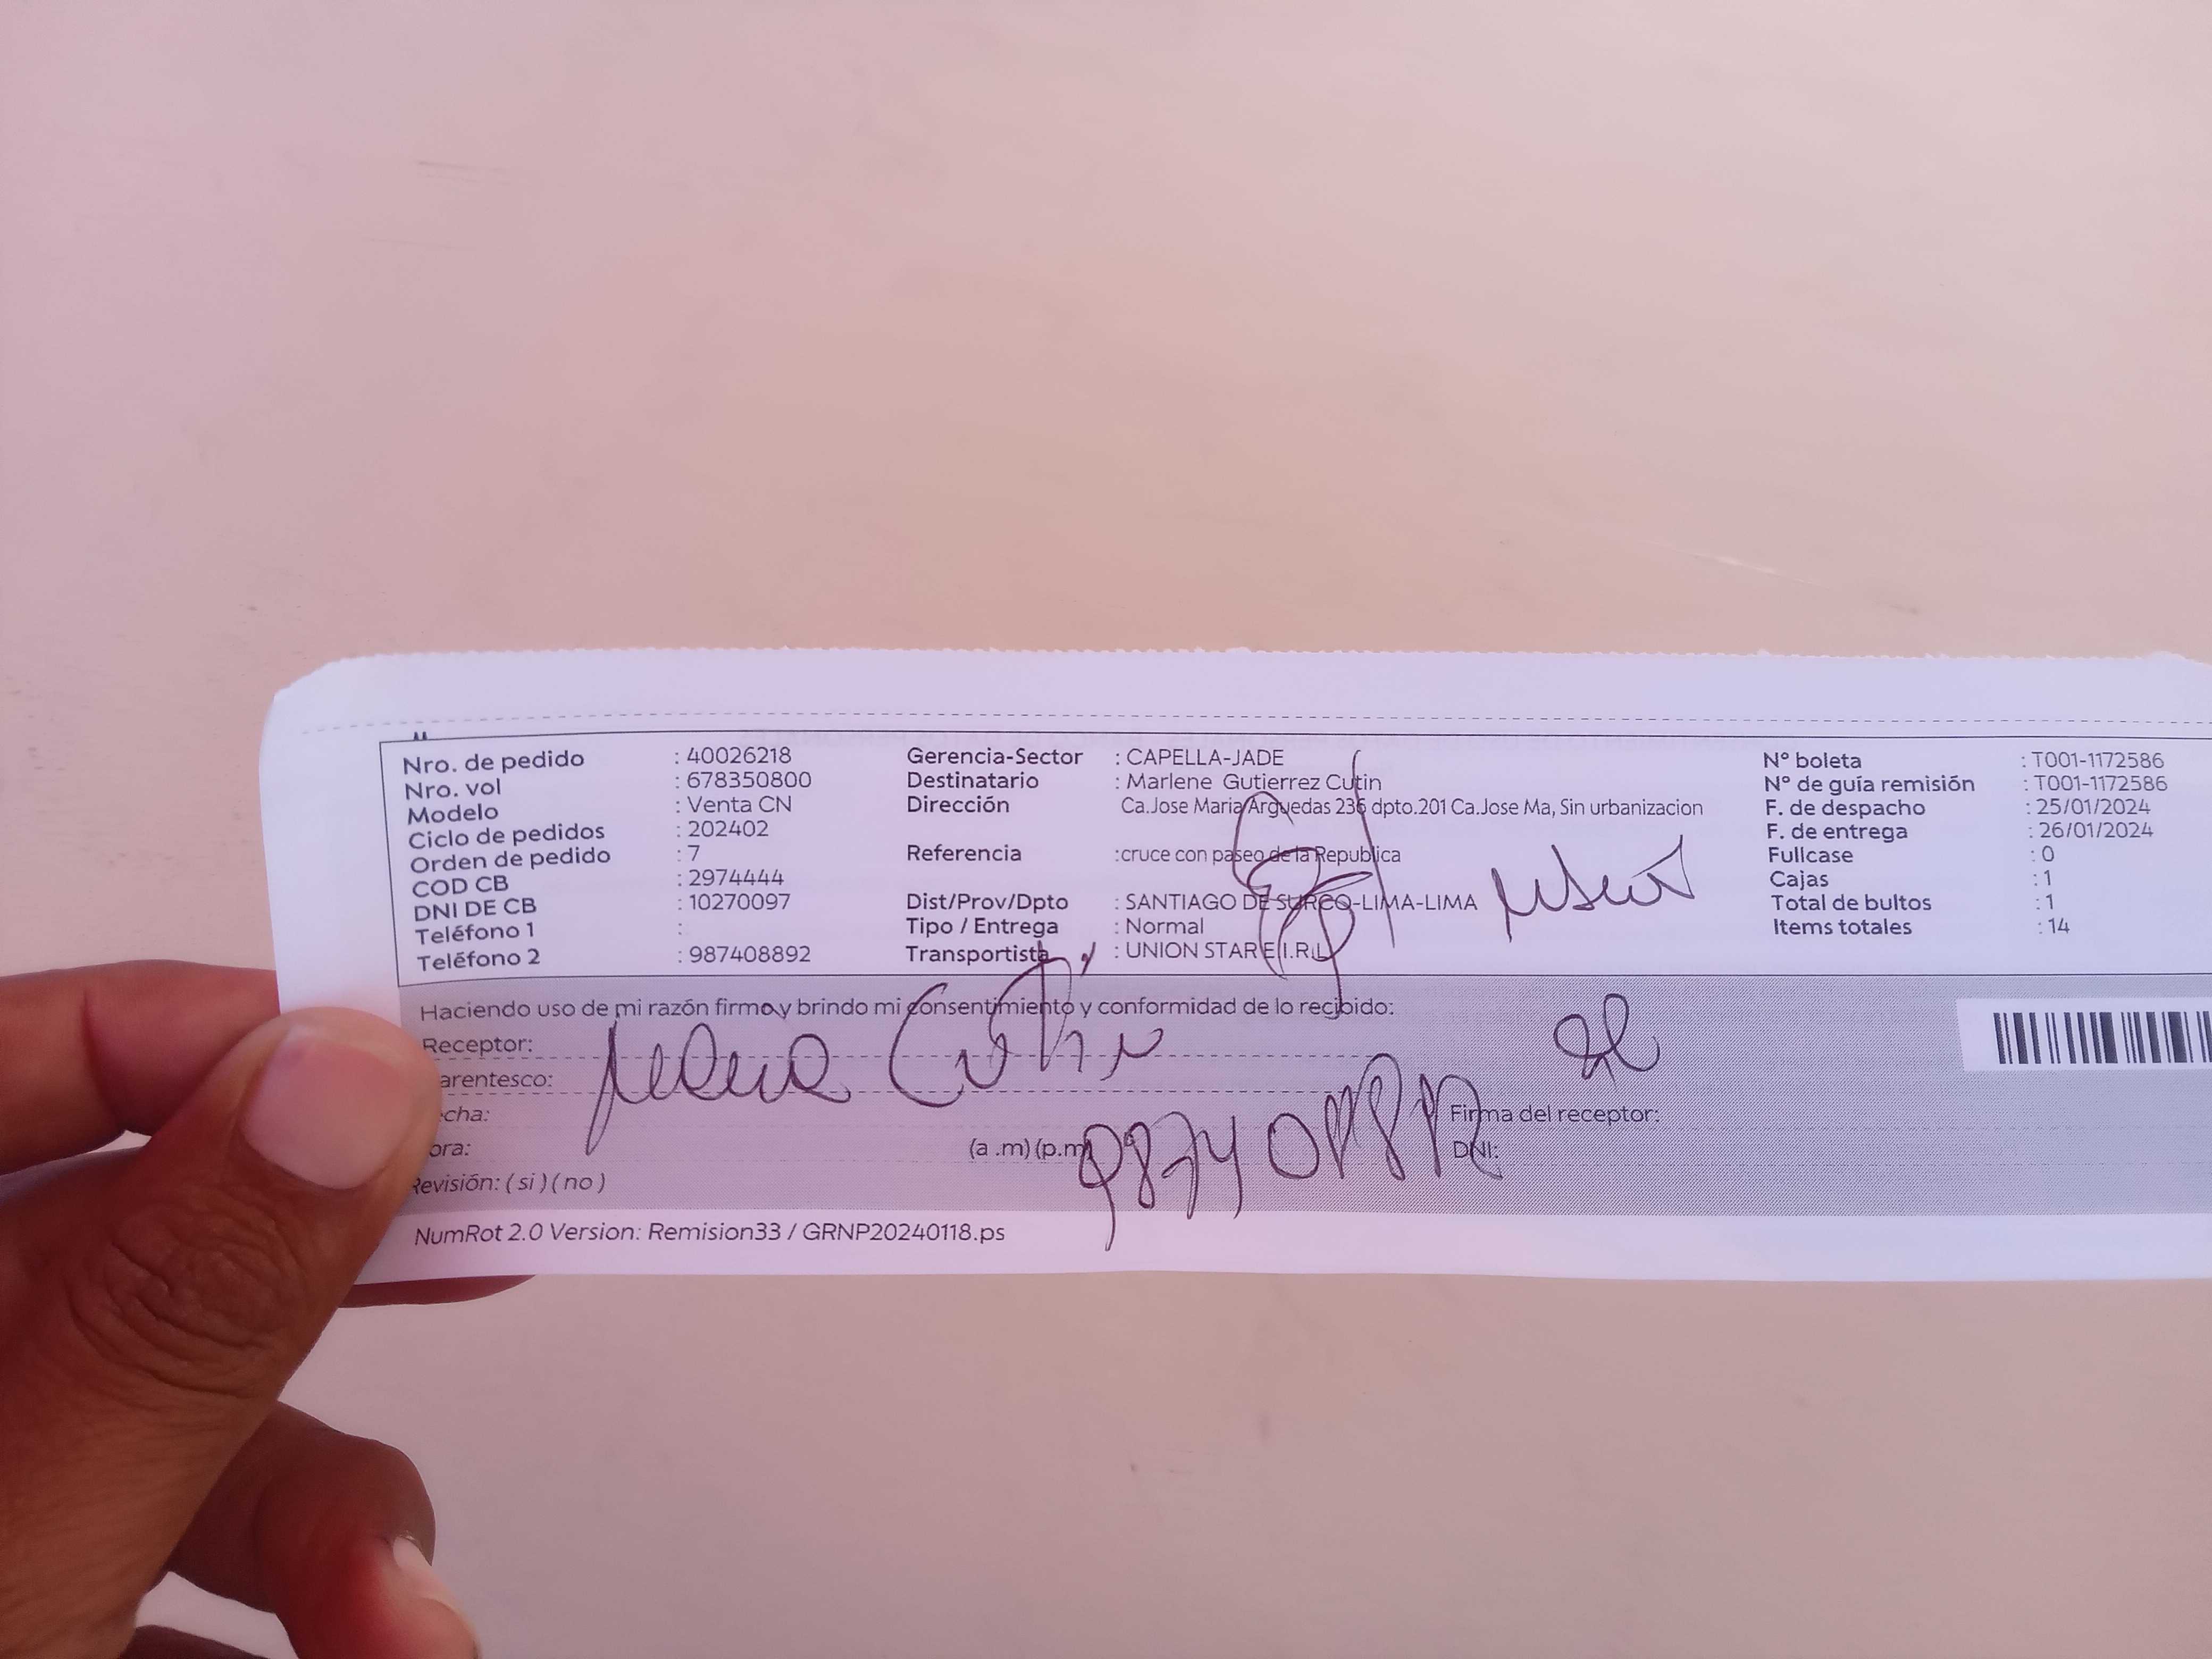 Nro. de pedido : 40026218
Nro. vol : 678350800
Modelo : Venta CN
Ciclo de pedidos : 202402
Orden de pedido : 7
COD CB : 2974444
DNI DE CB : 10270097
Teléfono 1 :
Teléfono 2 : 987408892
Gerencia-Sector : CAPELLA-JADE
Destinatario : Marlene Gutierrez Cutin
Dirección Ca.Jose Maria Arguedas 236 dpto.201 Ca.Jose Ma, Sin urbanizacion
Referencia :cruce con paseo de la Republica
Dist/Prov/Dpto : SANTIAGO DE SURCO-LIMA-LIMA
Tipo / Entrega : Normal
Transportista : UNION STAR E.I.R.L
N° boleta : T001-1172586
N° de guía remisión : T001-1172586
F. de despacho : 25/01/2024
F. de entrega : 26/01/2024
Fullcase : 0
Cajas : 1
Total de bultos : 1
Items totales : 14
Haciendo uso de mi razón firmo y brindo mi consentimiento y conformidad de lo recibido:
Receptor:
arentesco:
cha:
ora: (a .m) (p.m
Revisión: ( si ) ( no )
Firma del receptor:
DNI:
NumRot 2.0 Version: Remision33 / GRNP20240118.ps